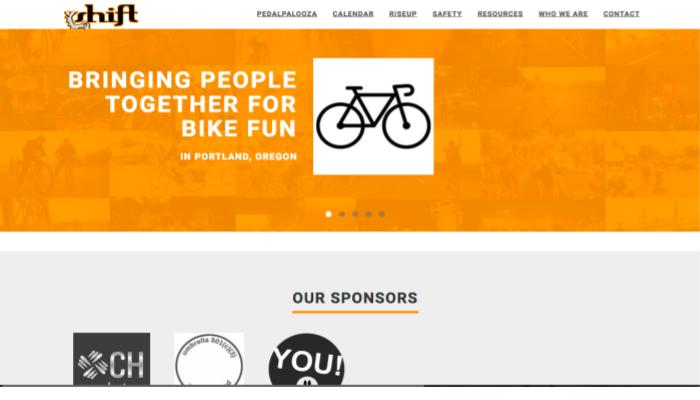 shift
PEDALPALOOZA CALENDAR RISEUP SAFETY RESOURCES WHO WE ARE CONTACT
BRINGING PEOPLE
TOGETHER FOR
BIKE FUN
IN PORTLAND, OREGON
OUR SPONSORS
CH
umbrella 501(c)(3)
YOU!